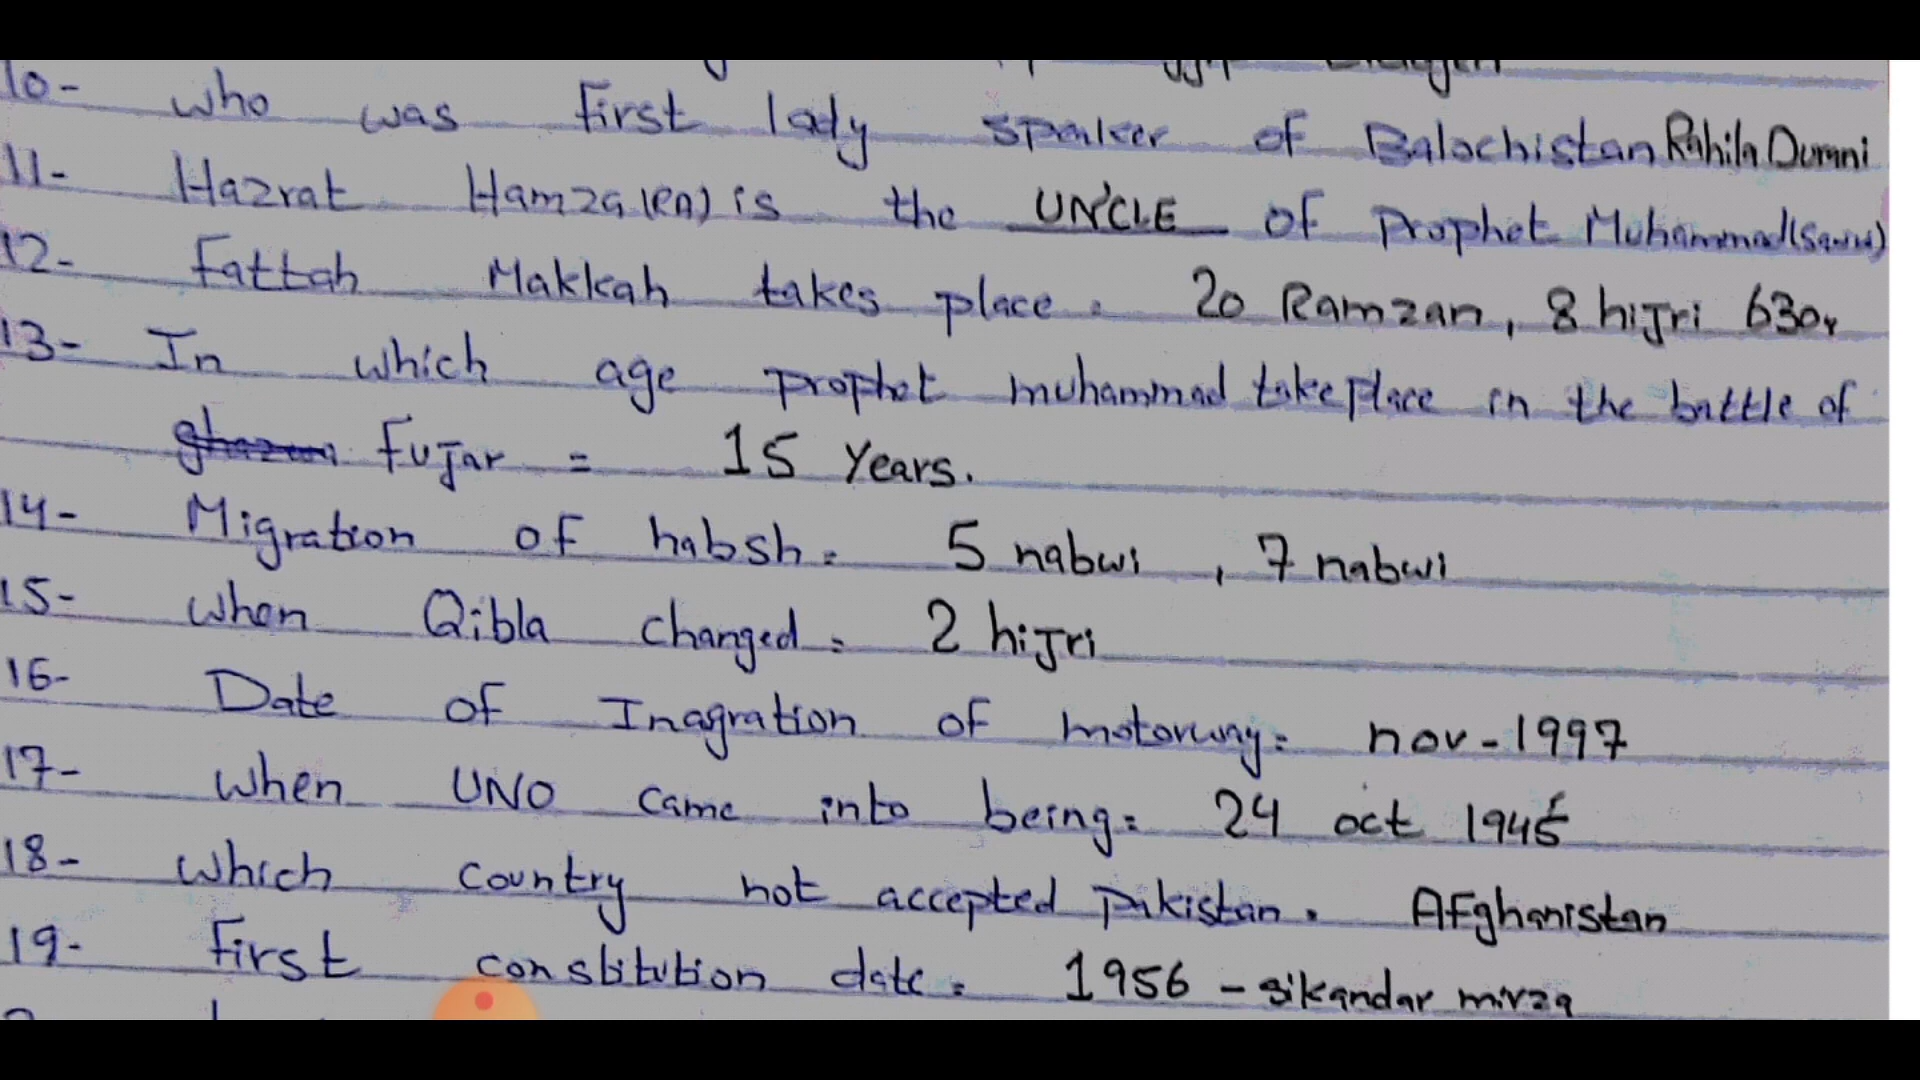 10- who was first lady speaker of Balochistan Rahila Durrani
11- Hazrat Hamza (RA) is the UNCLE of Prophet Muhammad (Saww)
12- Fattah Makkah takes place = 20 Ramzan, 8 hijri 630
13- In which age prophet muhammad take place in the battle of
Fujar = 15 Years.
14- Migration of habsh = 5 nabwi, 7 nabwi
15- when Qibla changed = 2 hijri
16- Date of Inagration of motorway = nov-1997
17- when UNO came into being = 24 oct 1945
18- which country not accepted Pakistan. Afghanistan
19- First constitution date = 1956 - sikandar mirza